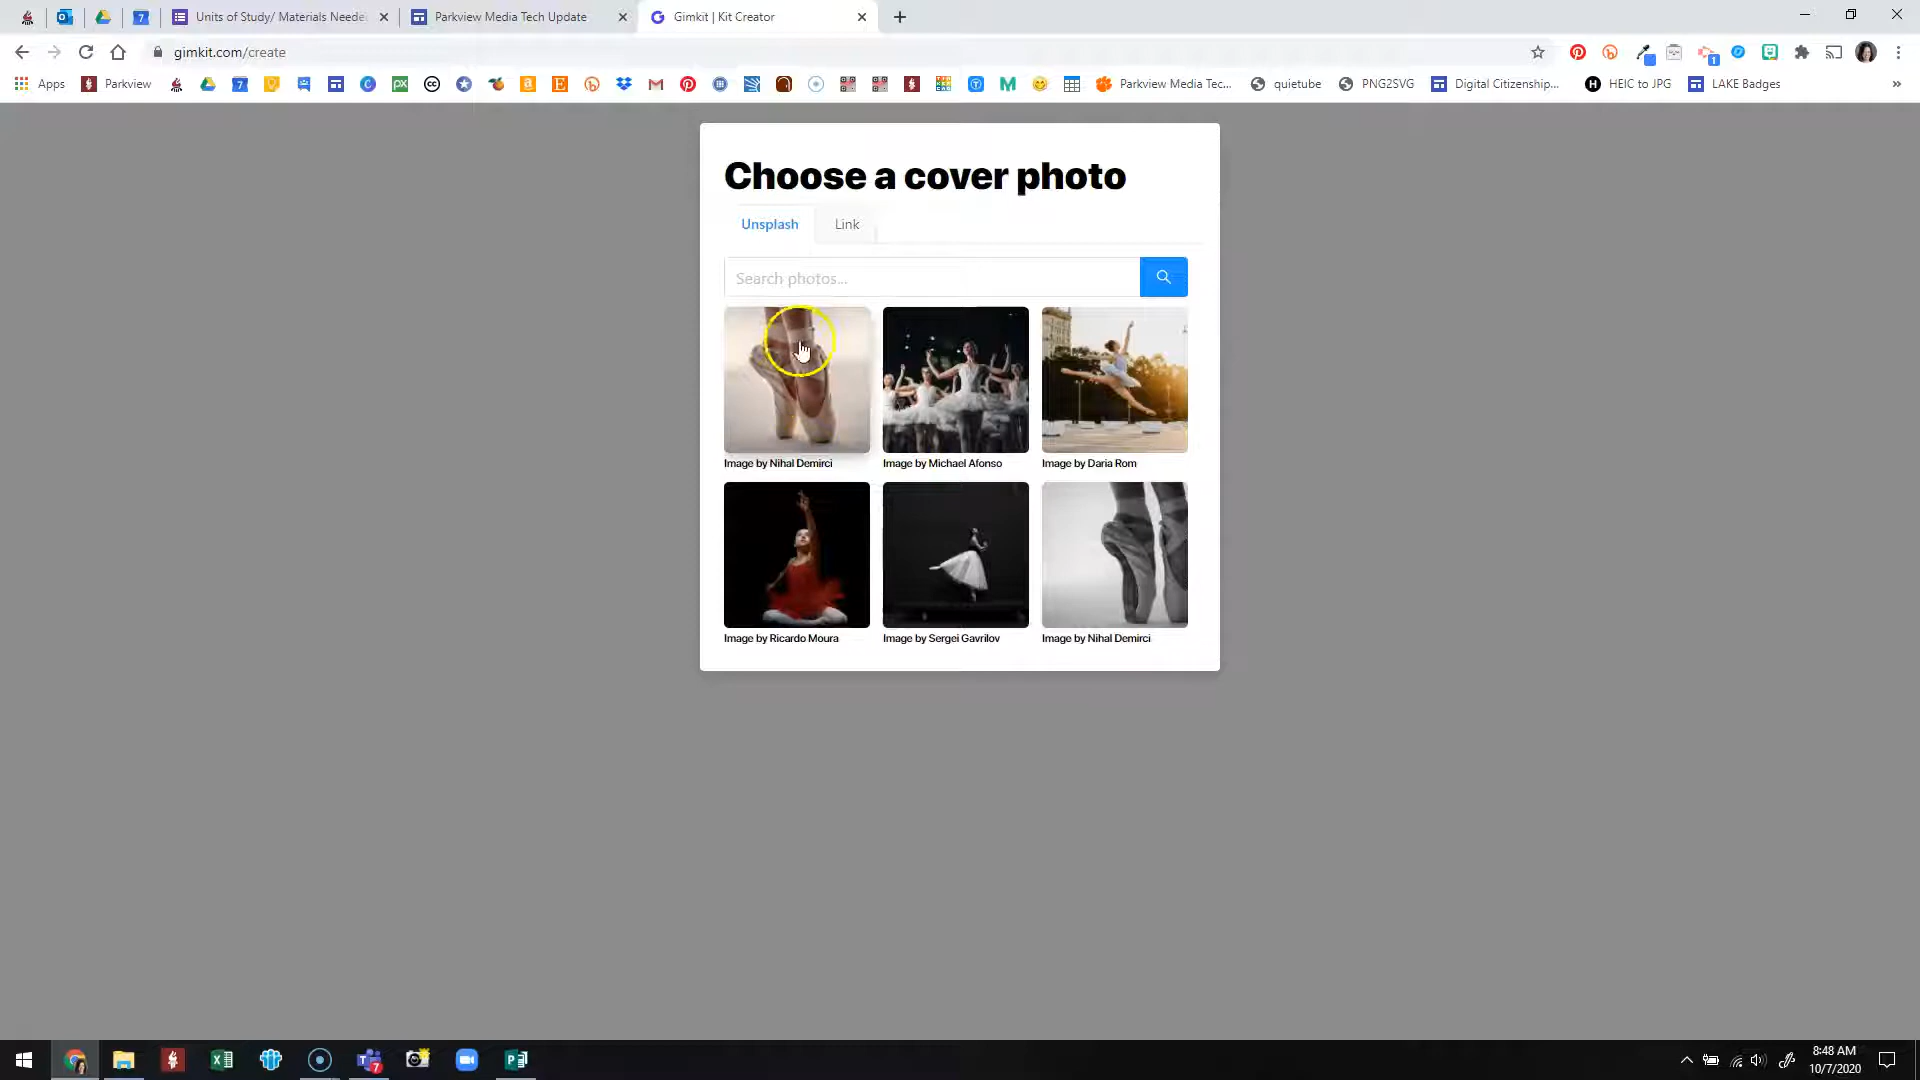 Units of Study/ Materials Neede
Parkview Media Tech Update
Gimkit | Kit Creator
gimkit.com/create
Apps
Parkview
Parkview Media Tec...
quietube
PNG2SVG
Digital Citizenship...
HEIC to JPG
LAKE Badges
Choose a cover photo
Unsplash
Link
Search photos...
Image by Nihal Demirci
Image by Michael Afonso
Image by Daria Rom
Image by Ricardo Moura
Image by Sergei Gavrilov
Image by Nihal Demirci
8:48 AM
10/7/2020